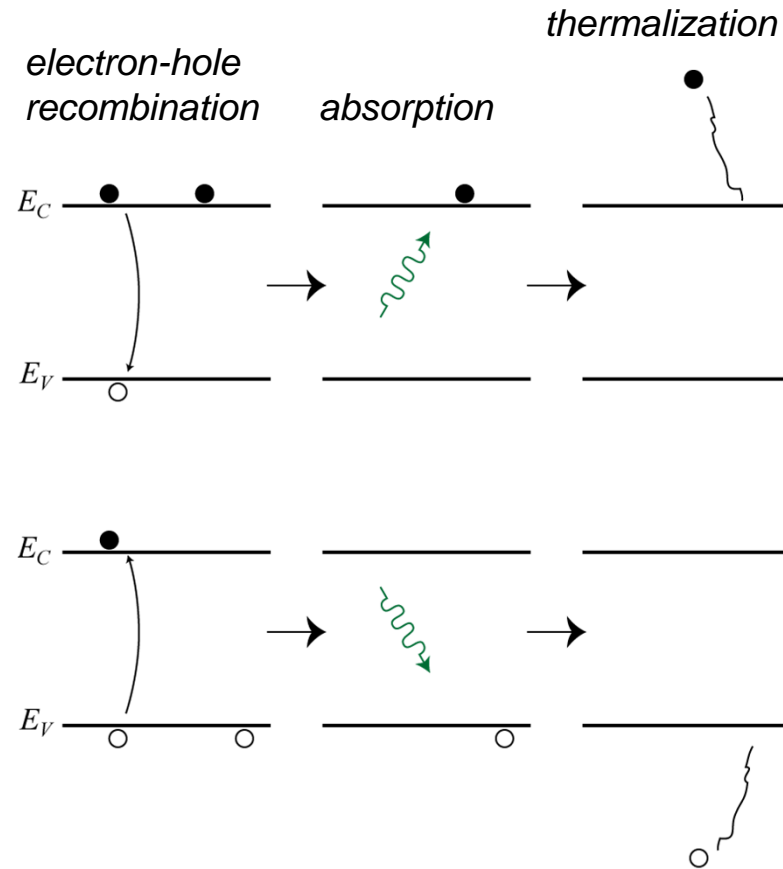 thermalization
electron-hole
recombination
absorption
E_C
E_V
E_C
E_V